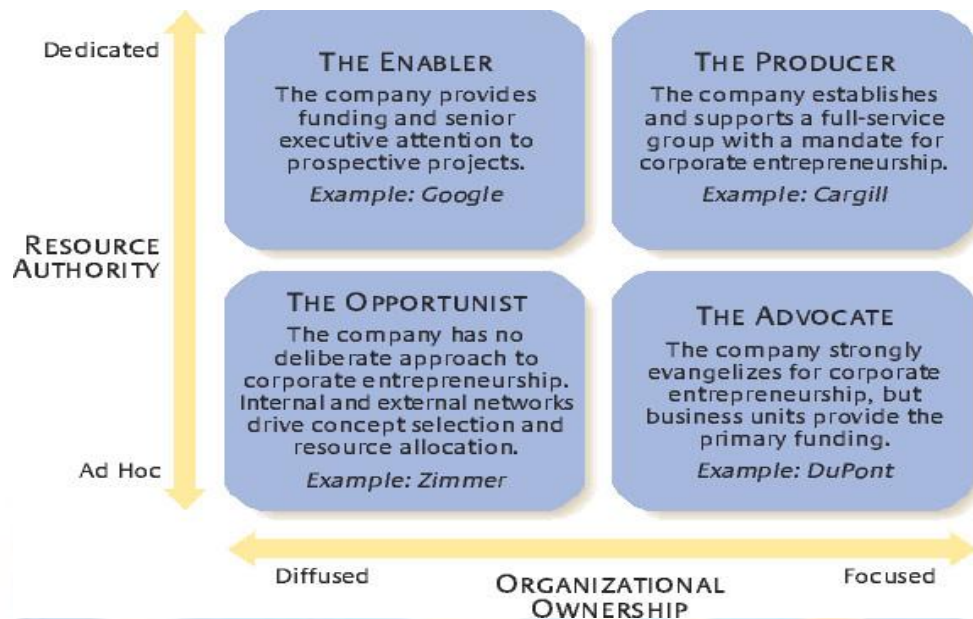 Dedicated
THE ENABLER
The company provides
funding and senior
executive attention to
prospective projects.
Example: Google
THE PRODUCER
The company establishes
and supports a full-service
group with a mandate for
corporate entrepreneurship.
Example: Cargill
RESOURCE
AUTHORITY
THE OPPORTUNIST
The company has no
deliberate approach to
corporate entrepreneurship.
Internal and external networks
drive concept selection and
resource allocation.
Example: Zimmer
THE ADVOCATE
The company strongly
evangelizes for corporate
entrepreneurship, but
business units provide the
primary funding.
Example: DuPont
Ad Hoc
Diffused
ORGANIZATIONAL
OWNERSHIP
Focused